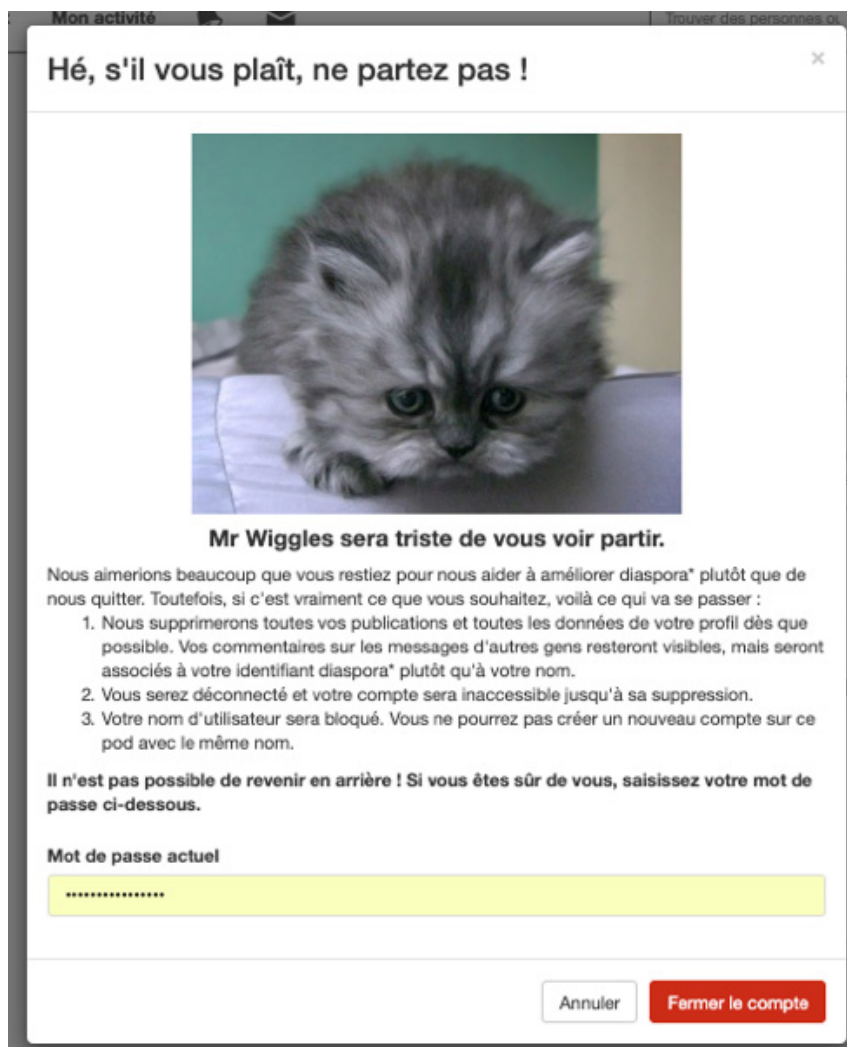 Mon activité
Trouver des personnes ou
Hé, s'il vous plaît, ne partez pas !
×
Mr Wiggles sera triste de vous voir partir.
Nous aimerions beaucoup que vous restiez pour nous aider à améliorer diaspora* plutôt que de
nous quitter. Toutefois, si c'est vraiment ce que vous souhaitez, voilà ce qui va se passer :
1. Nous supprimerons toutes vos publications et toutes les données de votre profil dès que
possible. Vos commentaires sur les messages d'autres gens resteront visibles, mais seront
associés à votre identifiant diaspora* plutôt qu'à votre nom.
2. Vous serez déconnecté et votre compte sera inaccessible jusqu'à sa suppression.
3. Votre nom d'utilisateur sera bloqué. Vous ne pourrez pas créer un nouveau compte sur ce
pod avec le même nom.
Il n'est pas possible de revenir en arrière ! Si vous êtes sûr de vous, saisissez votre mot de
passe ci-dessous.
Mot de passe actuel
••••••••••••••••
Annuler
Fermer le compte